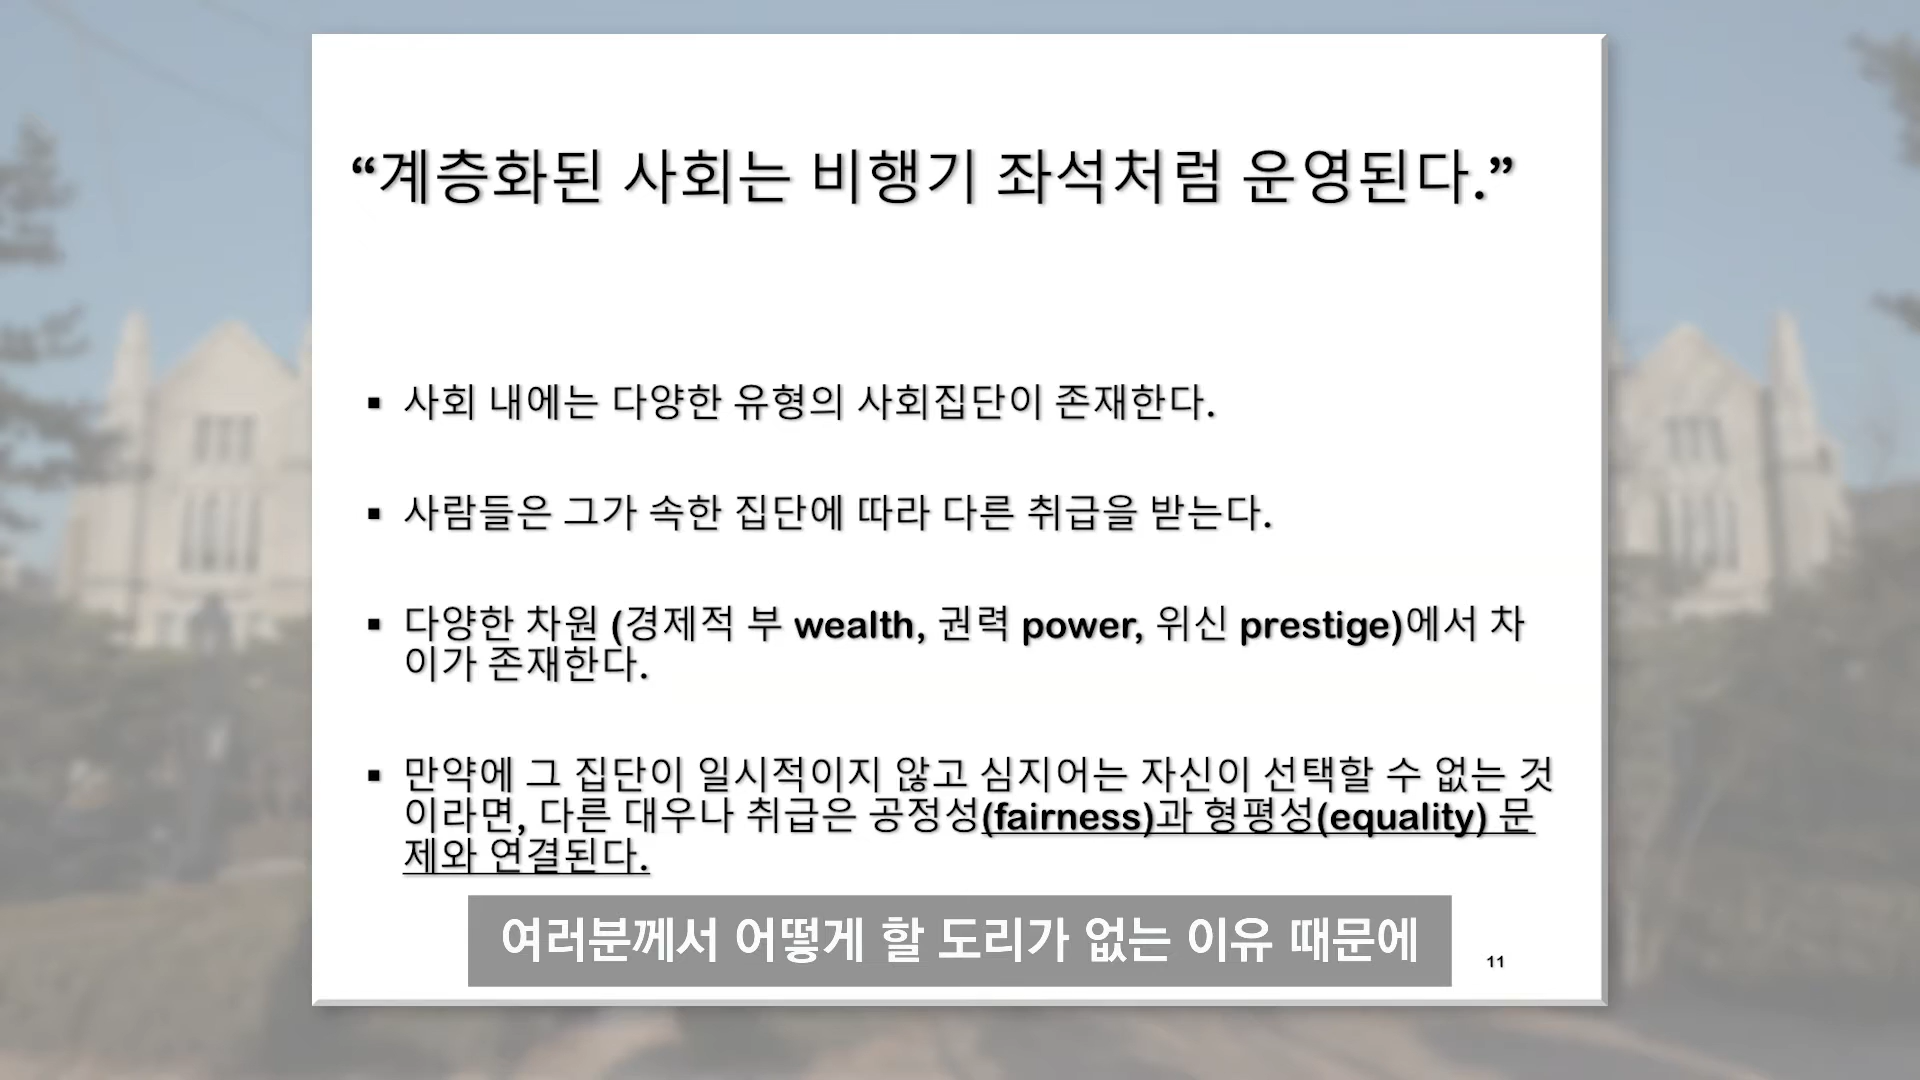 “계층화된 사회는 비행기 좌석처럼 운영된다.”
▪ 사회 내에는 다양한 유형의 사회집단이 존재한다.
▪ 사람들은 그가 속한 집단에 따라 다른 취급을 받는다.
▪ 다양한 차원 (경제적 부 wealth, 권력 power, 위신 prestige)에서 차
이가 존재한다.
▪ 만약에 그 집단이 일시적이지 않고 심지어는 자신이 선택할 수 없는 것
이라면, 다른 대우나 취급은 공정성(fairness)과 형평성(equality) 문
제와 연결된다.
여러분께서 어떻게 할 도리가 없는 이유 때문에
11